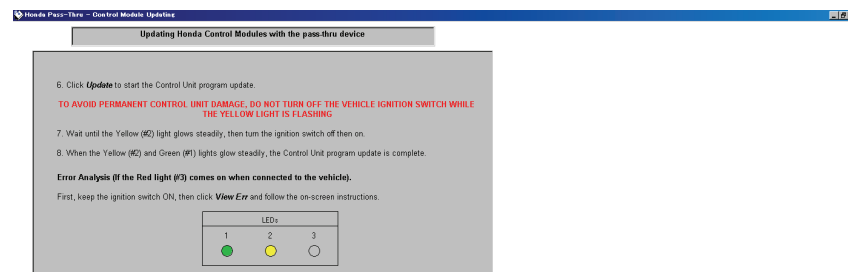 Honda Pass-Thru - Control Module Updating
Updating Honda Control Modules with the pass-thru device
6. Click Update to start the Control Unit program update.
TO AVOID PERMANENT CONTROL UNIT DAMAGE, DO NOT TURN OFF THE VEHICLE IGNITION SWITCH WHILE
THE YELLOW LIGHT IS FLASHING
7. Wait until the Yellow (#2) light glows steadily, then turn the ignition switch off then on.
8. When the Yellow (#2) and Green (#1) lights glow steadily, the Control Unit program update is complete.
Error Analysis (If the Red light (#3) comes on when connected to the vehicle).
First, keep the ignition switch ON, then click View Err and follow the on-screen instructions.
LEDs
1 2 3